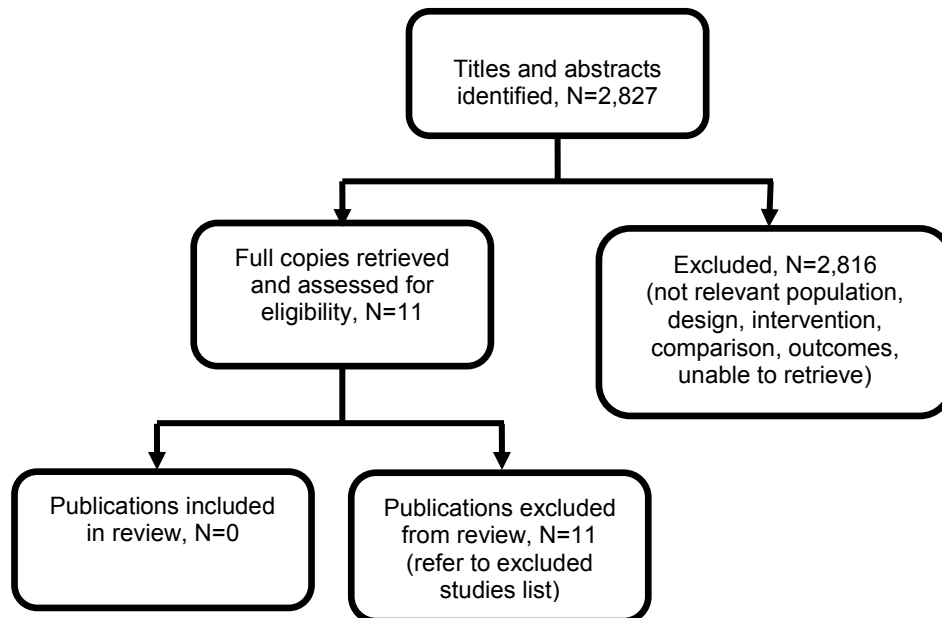 Titles and abstracts
identified, N=2,827
Full copies retrieved
and assessed for
eligibility, N=11
Excluded, N=2,816
(not relevant population,
design, intervention,
comparison, outcomes,
unable to retrieve)
Publications included
in review, N=0
Publications excluded
from review, N=11
(refer to excluded
studies list)